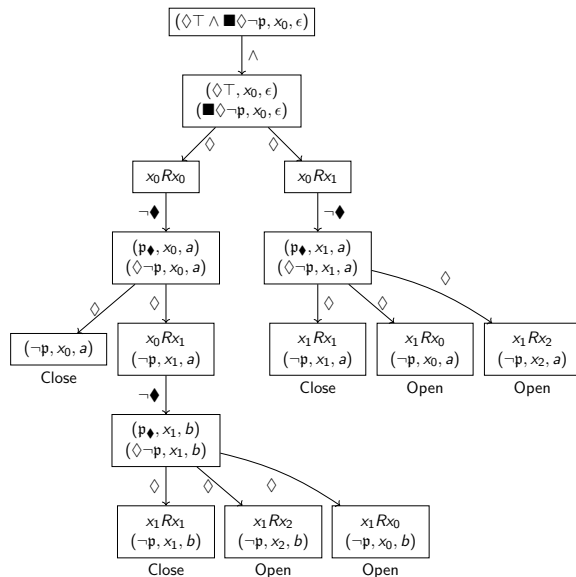 (◊⊤ ∧ ■◊¬𝔭, x₀, ϵ)
∧
(◊⊤, x₀, ϵ)
(■◊¬𝔭, x₀, ϵ)
◊ ◊
x₀Rx₀ x₀Rx₁
¬♦ ¬♦
(𝔭♦, x₀, a) (𝔭♦, x₁, a)
(◊¬𝔭, x₀, a) (◊¬𝔭, x₁, a)
◊ ◊ ◊ ◊ ◊
(¬𝔭, x₀, a) x₀Rx₁ x₁Rx₁ x₁Rx₀ x₁Rx₂
(¬𝔭, x₁, a) (¬𝔭, x₁, a) (¬𝔭, x₀, a) (¬𝔭, x₂, a)
Close Close Open Open
¬♦
(𝔭♦, x₁, b)
(◊¬𝔭, x₁, b)
◊ ◊ ◊
x₁Rx₁ x₁Rx₂ x₁Rx₀
(¬𝔭, x₁, b) (¬𝔭, x₂, b) (¬𝔭, x₀, b)
Close Open Open